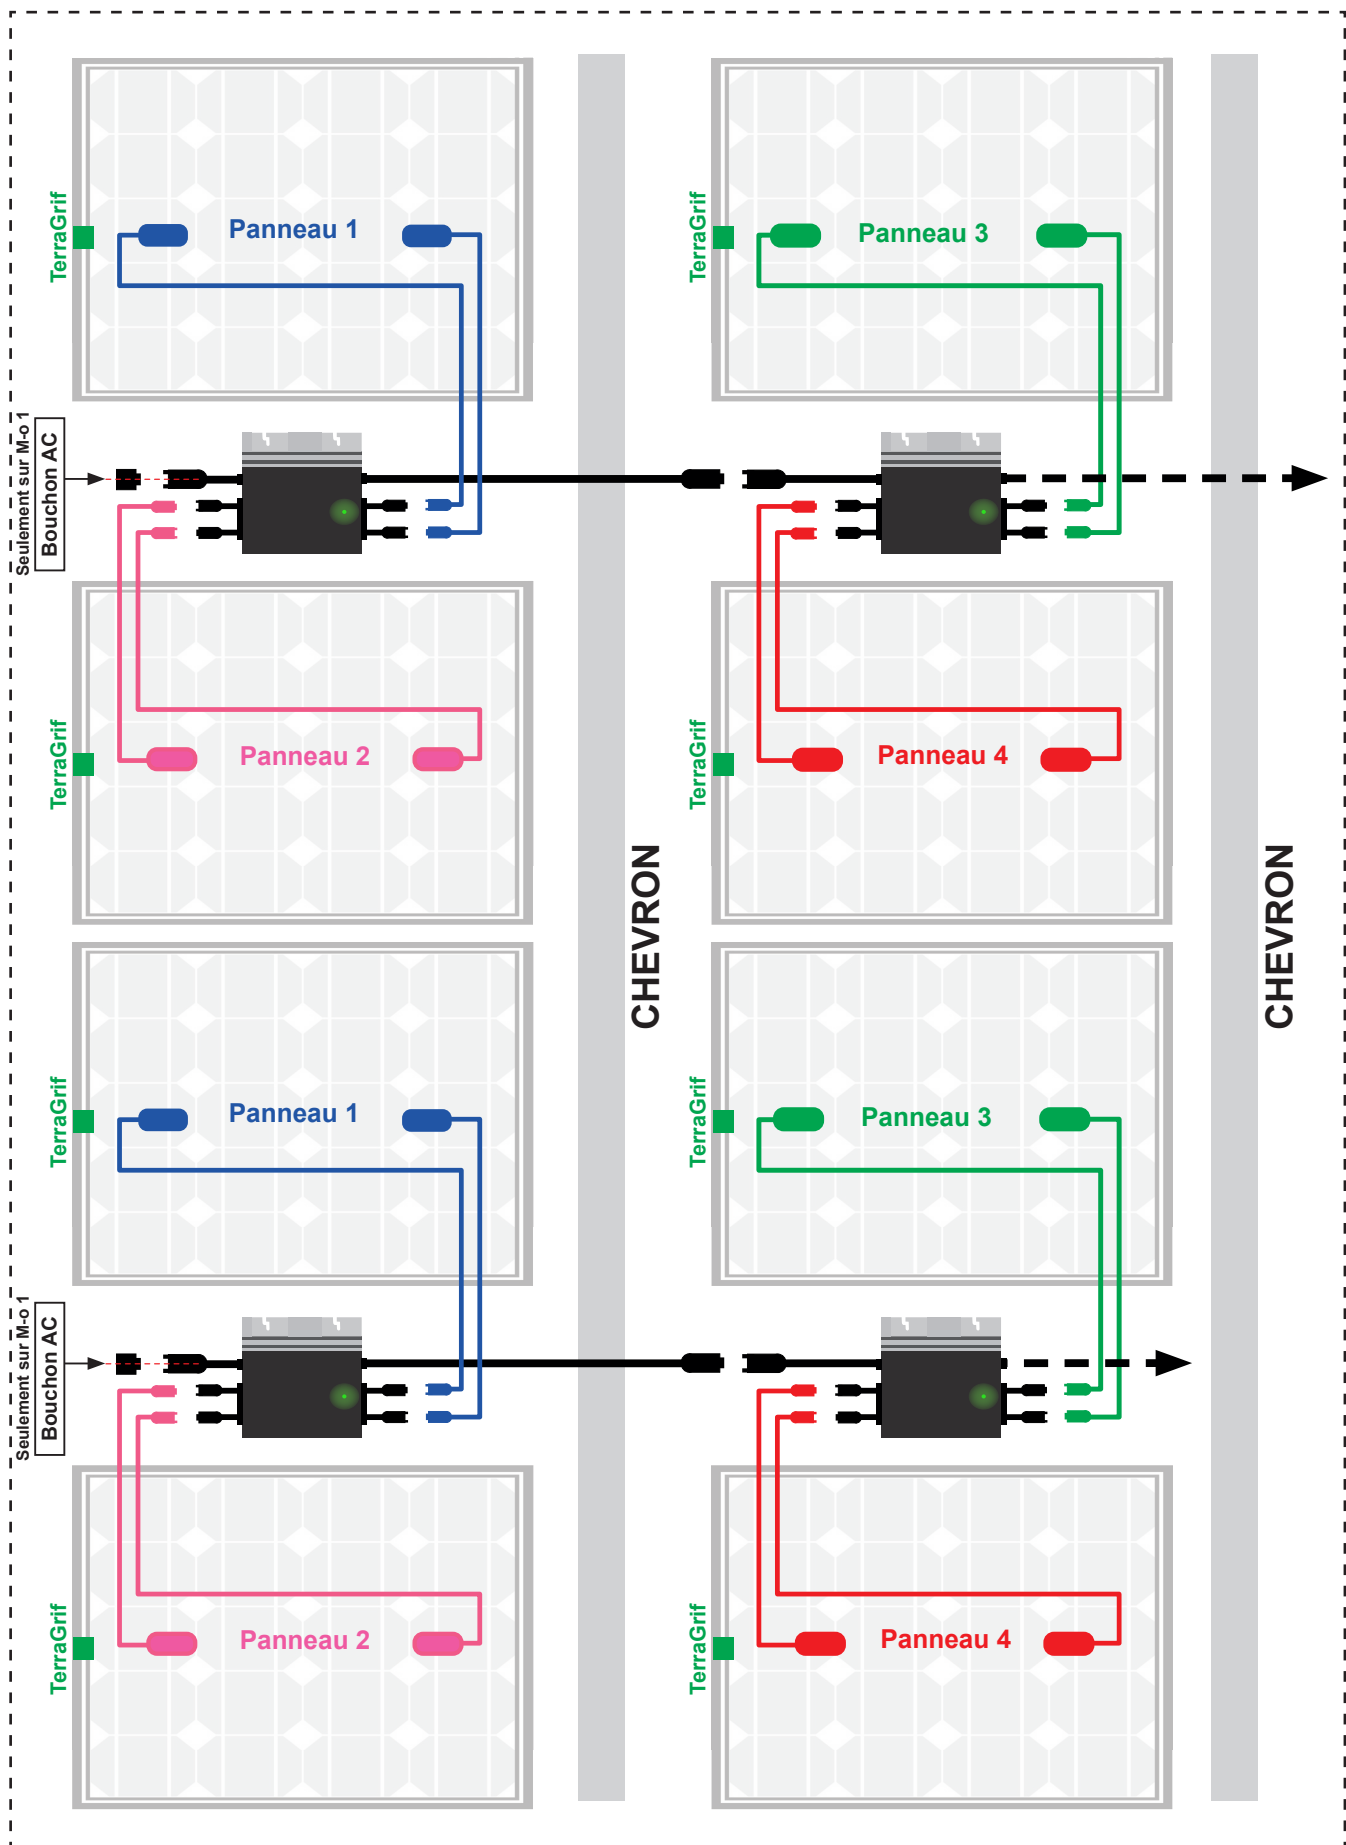 TerraGrif
Panneau 1
TerraGrif
Panneau 3
Seulement sur M-o 1
Bouchon AC
TerraGrif
Panneau 2
TerraGrif
Panneau 4
CHEVRON
CHEVRON
TerraGrif
Panneau 1
TerraGrif
Panneau 3
Seulement sur M-o 1
Bouchon AC
TerraGrif
Panneau 2
TerraGrif
Panneau 4